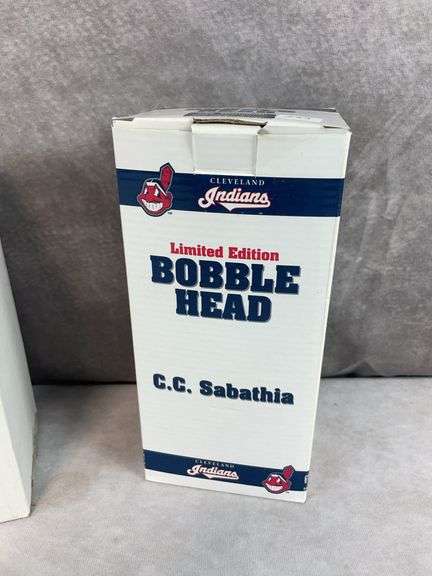 CLEVELAND
Indians
Limited Edition
BOBBLE
HEAD
C.C. Sabathia
CLEVELAND
Indians